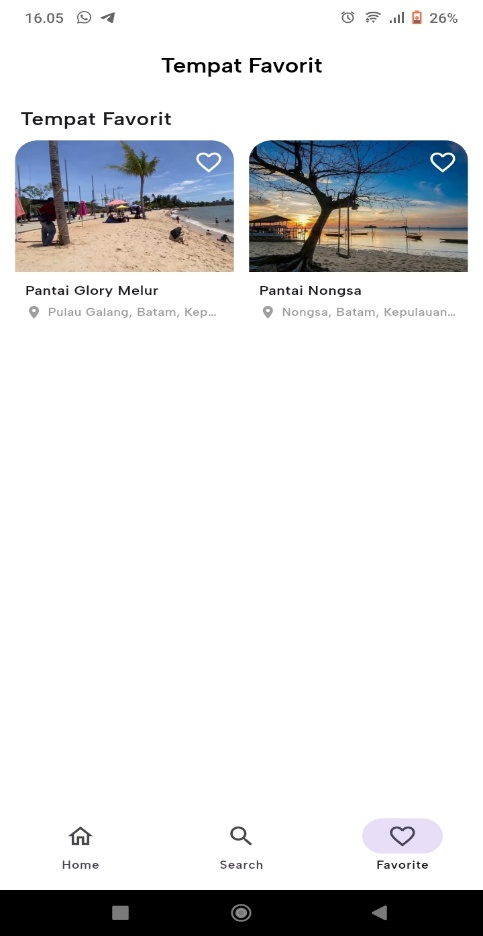 16.05
26%
Tempat Favorit
Tempat Favorit
Pantai Glory Melur
Pulau Galang, Batam, Kep...
Pantai Nongsa
Nongsa, Batam, Kepulauan...
Home
Search
Favorite